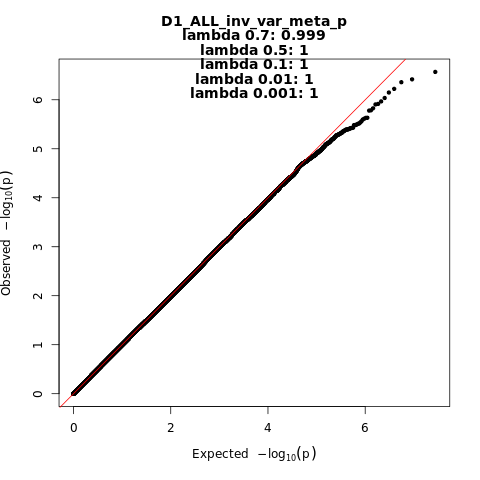 D1_ALL_inv_var_meta_p
lambda 0.7: 0.999
lambda 0.5: 1
lambda 0.1: 1
lambda 0.01: 1
lambda 0.001: 1
Observed −log10(p)
6
5
4
3
2
1
0
0 2 4 6
Expected −log10(p)